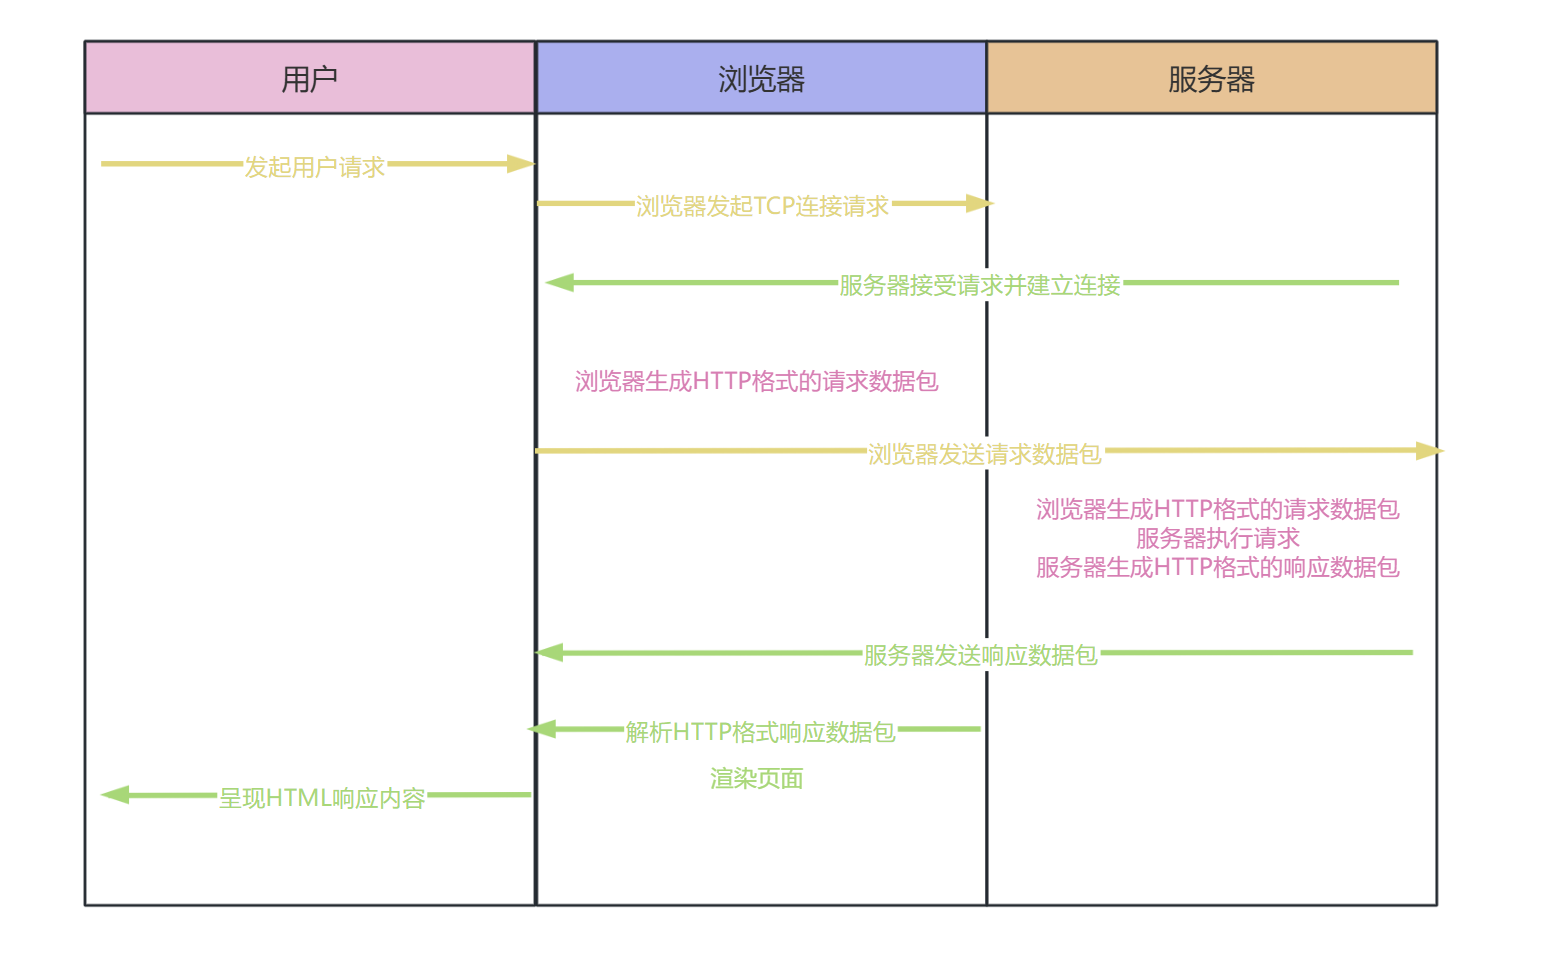 用户
浏览器
服务器
发起用户请求
浏览器发起TCP连接请求
服务器接受请求并建立连接
浏览器生成HTTP格式的请求数据包
浏览器发送请求数据包
浏览器生成HTTP格式的请求数据包
服务器执行请求
服务器生成HTTP格式的响应数据包
服务器发送响应数据包
解析HTTP格式响应数据包
渲染页面
呈现HTML响应内容